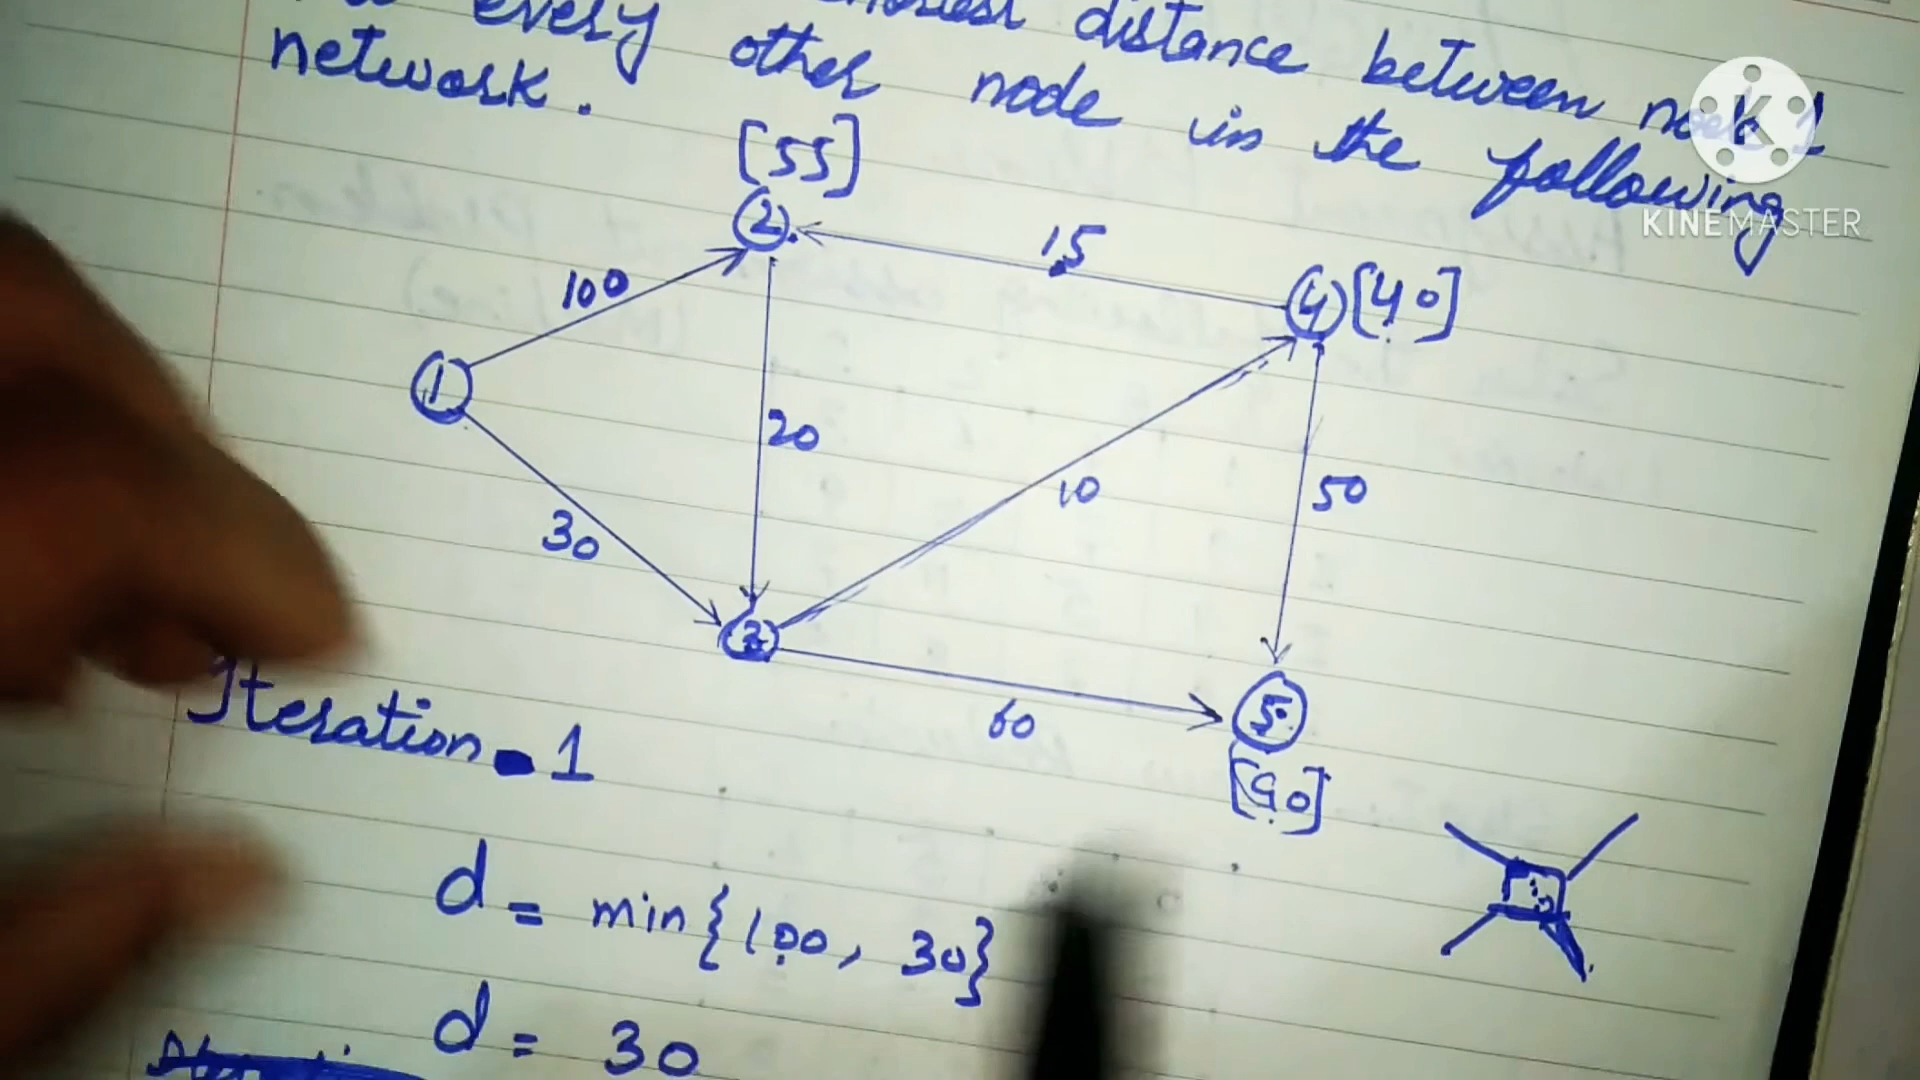 every shortest distance between node 1
other node in the following
network.
[55]
2
15
4 [40]
100
1
20
10
50
30
3
60
5
[90]
Iteration - 1
d = min{100, 30}
d = 30
K
KINEMASTER